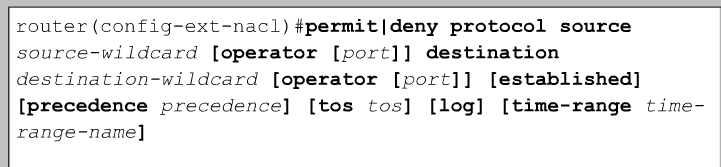 router(config-ext-nacl)#permit|deny protocol source
source-wildcard [operator [port]] destination
destination-wildcard [operator [port]] [established]
[precedence precedence] [tos tos] [log] [time-range time-
range-name]